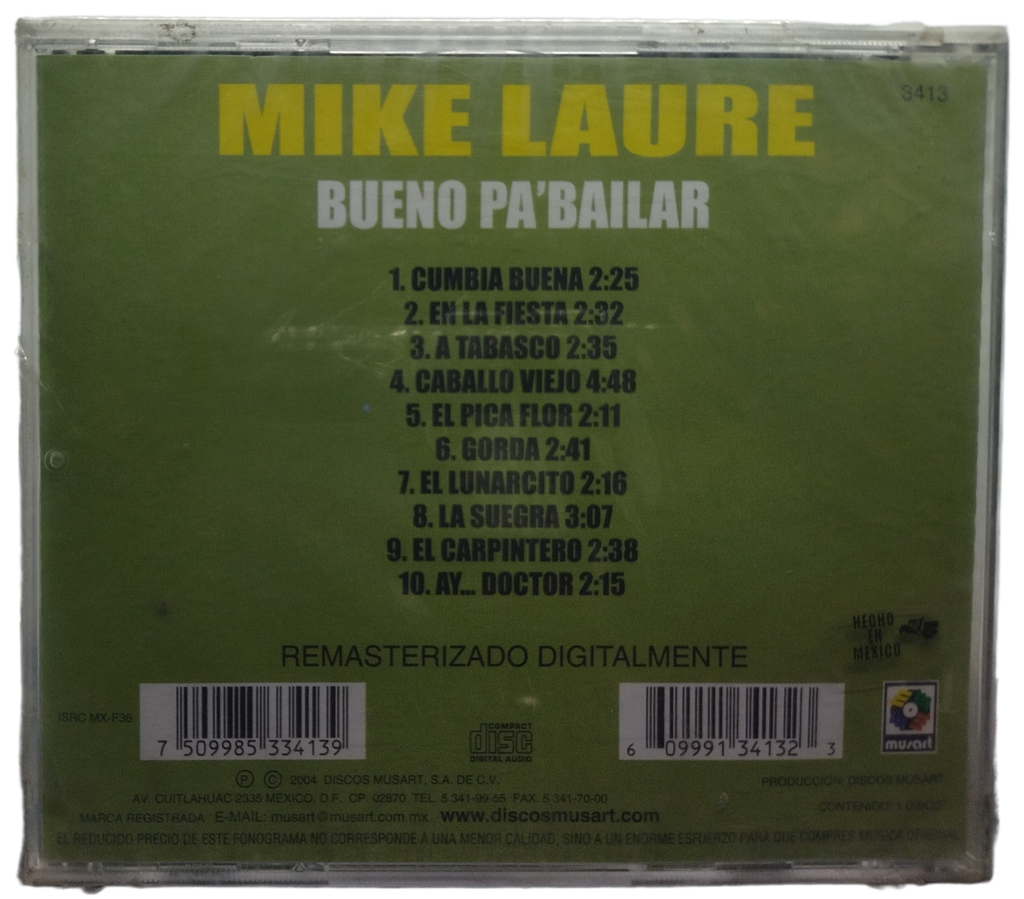 MIKE LAURE
3413
BUENO PA'BAILAR
1. CUMBIA BUENA 2:25
2. EN LA FIESTA 2:32
3. A TABASCO 2:35
4. CABALLO VIEJO 4:48
5. EL PICA FLOR 2:11
6. GORDA 2:41
7. EL LUNARCITO 2:16
8. LA SUEGRA 3:07
9. EL CARPINTERO 2:38
10. AY... DOCTOR 2:15
HECHO
EN
MEXICO
REMASTERIZADO DIGITALMENTE
ISRC MX-F36
7 509985 334139
COMPACT
disc
DIGITAL AUDIO
6 09991 34132 3
musart
Ⓟ © 2004 DISCOS MUSART, S.A. DE C.V.
PRODUCCION: DISCOS MUSART
AV. CUITLAHUAC 2335 MEXICO, D.F. CP. 02870 TEL. 5 341-99-55 FAX. 5 341-70-00
CONTENIDO: 1 DISCO
MARCA REGISTRADA E-MAIL: musart@musart.com.mx www.discosmusart.com
EL REDUCIDO PRECIO DE ESTE FONOGRAMA NO CORRESPONDE A UNA MENOR CALIDAD, SINO A UN ENORME ESFUERZO PARA QUE COMPRES MUSICA ORIGINAL